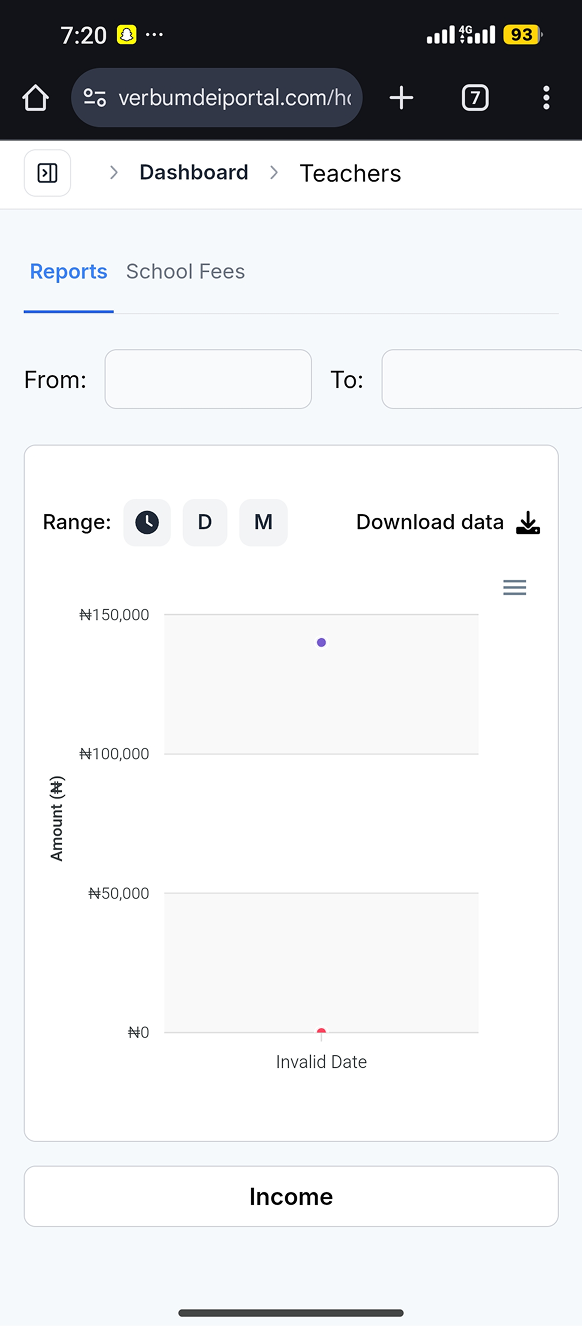 7:20 ... 4G 93
verbumdeiportal.com/ho 7
Dashboard Teachers
Reports School Fees
From: To:
Range: D M Download data
₦150,000
₦100,000
Amount (₦)
₦50,000
₦0
Invalid Date
Income